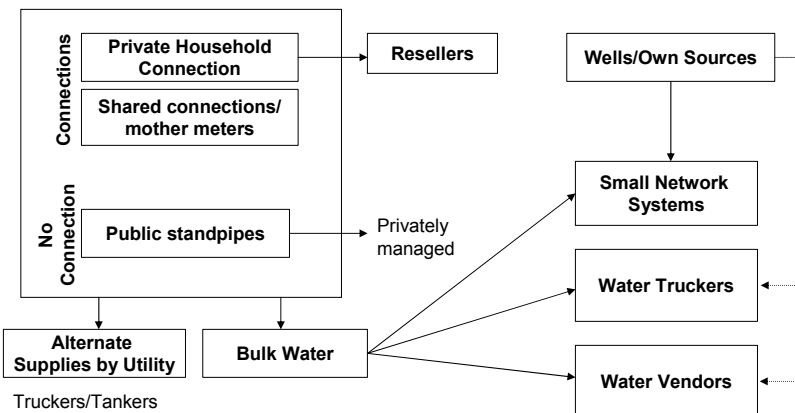 Connections
Private Household
Connection
Resellers
Wells/Own Sources
Shared connections/
mother meters
Small Network
Systems
No
Connection
Public standpipes
Privately
managed
Water Truckers
Alternate
Supplies by Utility
Bulk Water
Water Vendors
Truckers/Tankers